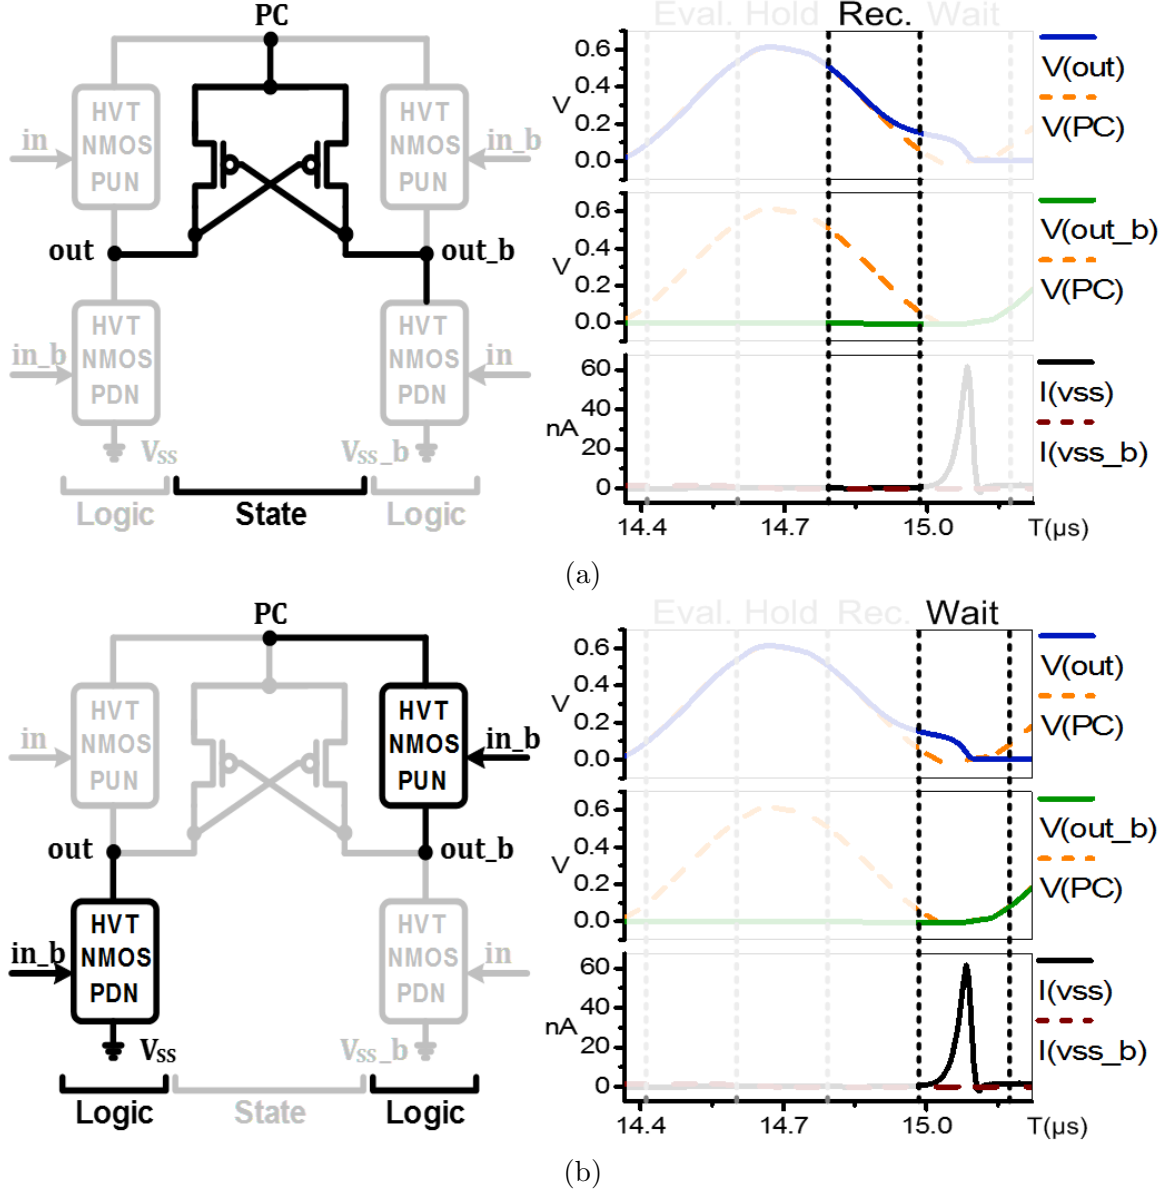 PC
HVT
NMOS
PUN
in
HVT
NMOS
PUN
in_b
out
out_b
HVT
NMOS
PDN
in_b
HVT
NMOS
PDN
in
VSS
VSS_b
Logic
State
Logic
Eval. Hold Rec. Wait
0.6
0.4
0.2
0.0
V
V(out)
V(PC)
0.6
0.4
0.2
0.0
V
V(out_b)
V(PC)
60
40
20
0
nA
I(vss)
I(vss_b)
14.4 14.7 15.0 T(µs)
(a)
PC
HVT
NMOS
PUN
in
HVT
NMOS
PUN
in_b
out
out_b
HVT
NMOS
PDN
in_b
HVT
NMOS
PDN
in
VSS
VSS_b
Logic
State
Logic
Eval. Hold Rec. Wait
0.6
0.4
0.2
0.0
V
V(out)
V(PC)
0.6
0.4
0.2
0.0
V
V(out_b)
V(PC)
60
40
20
0
nA
I(vss)
I(vss_b)
14.4 14.7 15.0 T(µs)
(b)